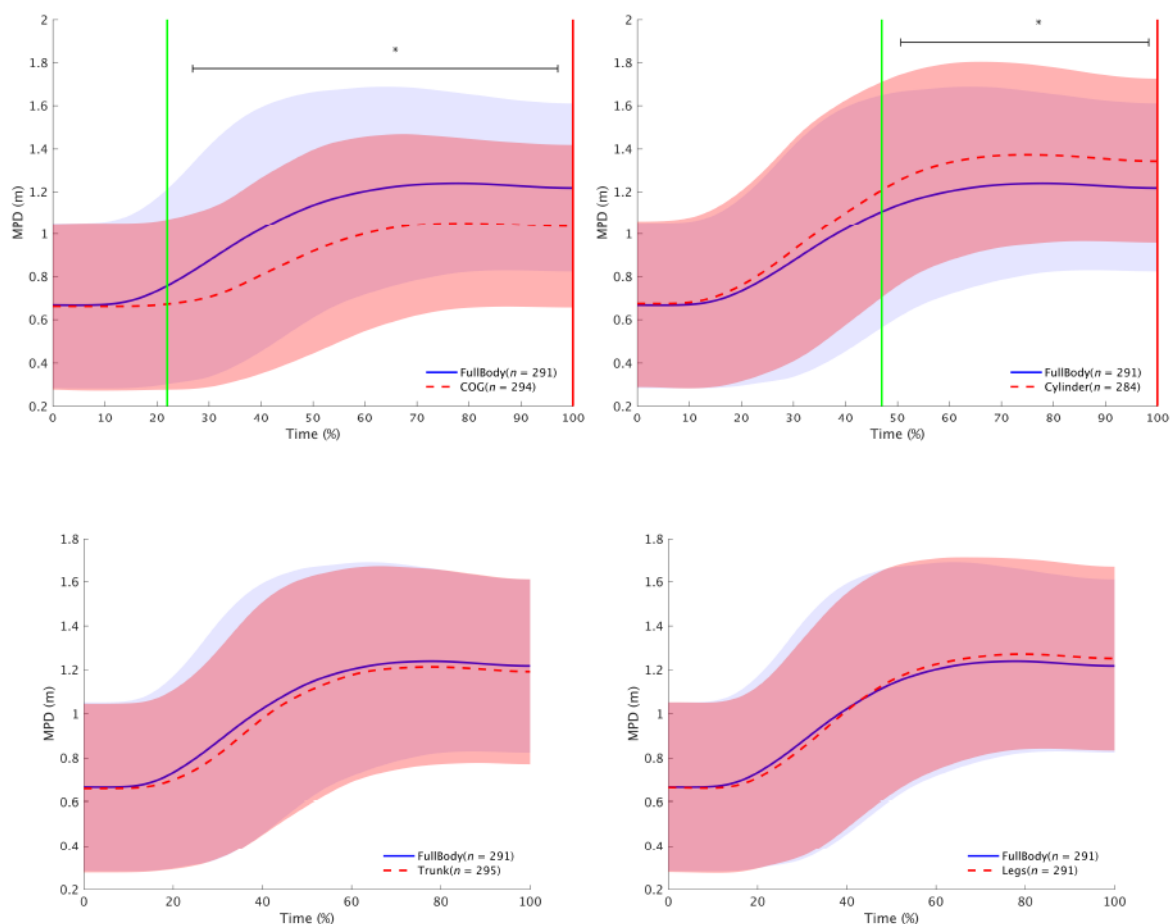 *
2
1.8
1.6
1.4
1.2
1
0.8
0.6
0.4
0.2
MPD (m)
FullBody(n = 291)
COG(n = 294)
0 10 20 30 40 50 60 70 80 90 100
Time (%)
*
2
1.8
1.6
1.4
1.2
1
0.8
0.6
0.4
0.2
MPD (m)
FullBody(n = 291)
Cylinder(n = 284)
0 10 20 30 40 50 60 70 80 90 100
Time (%)
1.8
1.6
1.4
1.2
1
0.8
0.6
0.4
0.2
MPD (m)
FullBody(n = 291)
Trunk(n = 295)
0 20 40 60 80 100
Time (%)
1.8
1.6
1.4
1.2
1
0.8
0.6
0.4
0.2
MPD (m)
FullBody(n = 291)
Legs(n = 291)
0 20 40 60 80 100
Time (%)